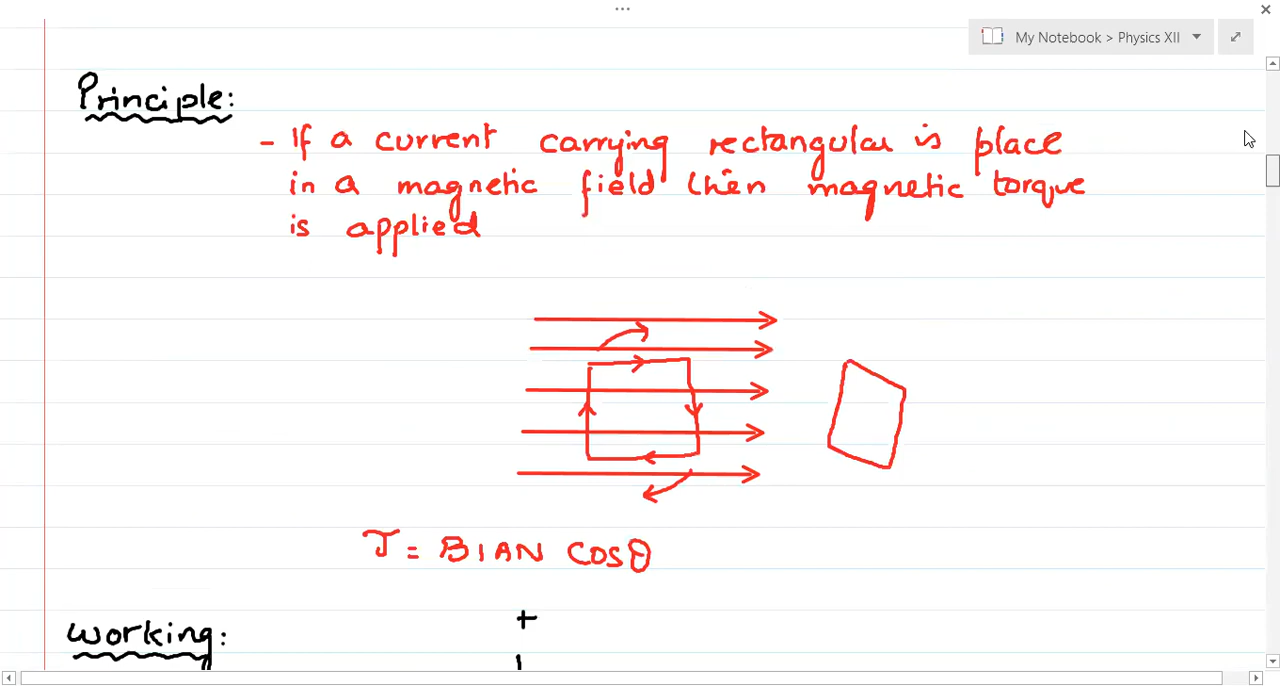 ...
My Notebook > Physics XII
Principle:
- If a current carrying rectangular is place
in a magnetic field then magnetic torque
is applied
τ = BIAN COSθ
working:
+